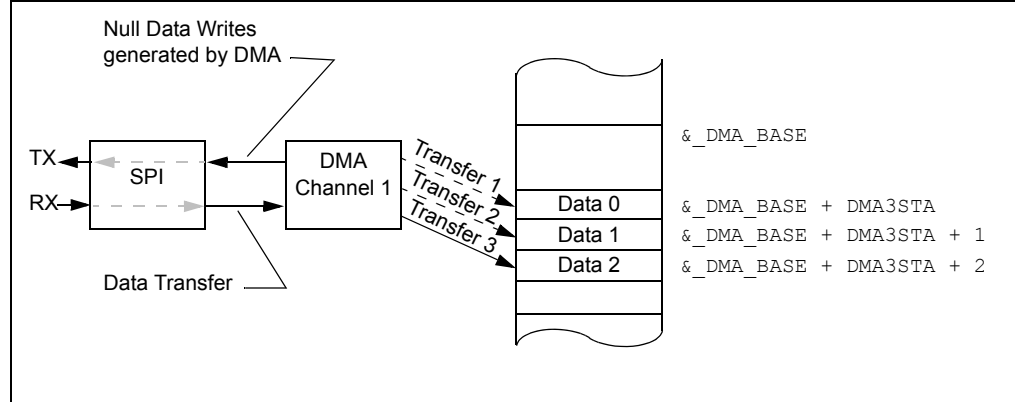 Null Data Writes
generated by DMA
&_DMA_BASE
TX
SPI
RX
DMA
Channel 1
Transfer 1
Transfer 2
Transfer 3
Data 0
&_DMA_BASE + DMA3STA
Data 1
&_DMA_BASE + DMA3STA + 1
Data 2
&_DMA_BASE + DMA3STA + 2
Data Transfer